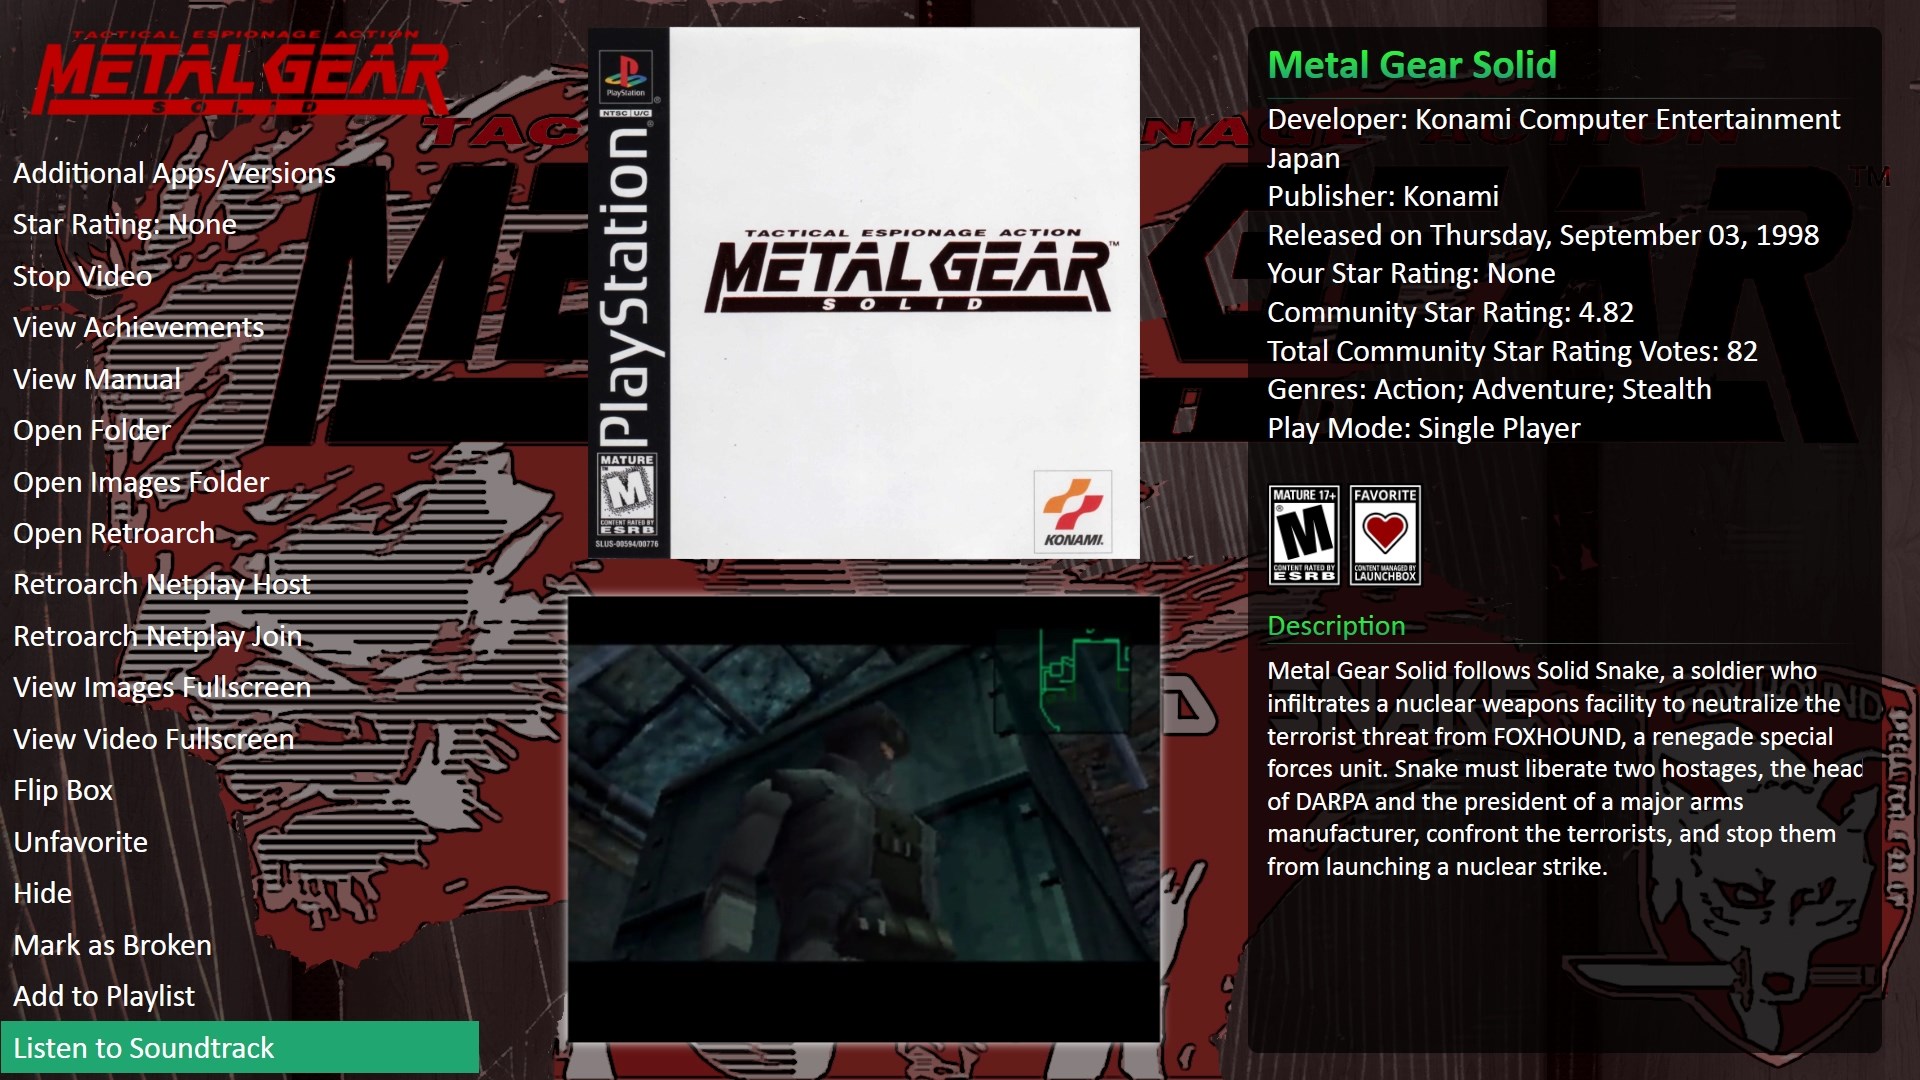 TACTICAL ESPIONAGE ACTION
METAL GEAR
SOLID
Additional Apps/Versions
Star Rating: None
Stop Video
View Achievements
View Manual
Open Folder
Open Images Folder
Open Retroarch
Retroarch Netplay Host
Retroarch Netplay Join
View Images Fullscreen
View Video Fullscreen
Flip Box
Unfavorite
Hide
Mark as Broken
Add to Playlist
Listen to Soundtrack
PlayStation
NTSC U/C
PlayStation
MATURE
M
CONTENT RATED BY
ESRB
SLUS-00594/00776
TACTICAL ESPIONAGE ACTION
METAL GEAR™
SOLID
KONAMI
Metal Gear Solid
Developer: Konami Computer Entertainment
Japan
Publisher: Konami
Released on Thursday, September 03, 1998
Your Star Rating: None
Community Star Rating: 4.82
Total Community Star Rating Votes: 82
Genres: Action; Adventure; Stealth
Play Mode: Single Player
MATURE 17+
M
CONTENT RATED BY
ESRB
FAVORITE
CONTENT MANAGED BY
LAUNCHBOX
Description
Metal Gear Solid follows Solid Snake, a soldier who
infiltrates a nuclear weapons facility to neutralize the
terrorist threat from FOXHOUND, a renegade special
forces unit. Snake must liberate two hostages, the head
of DARPA and the president of a major arms
manufacturer, confront the terrorists, and stop them
from launching a nuclear strike.